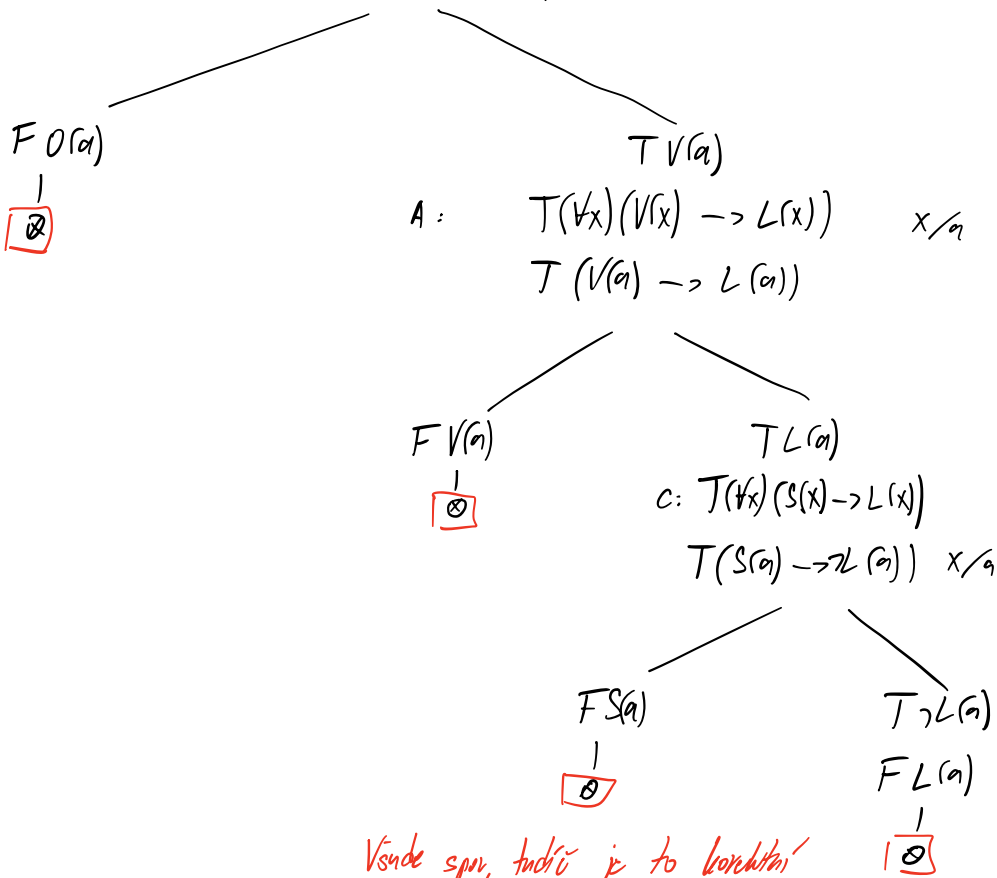 F O(a)
T V(a)
⊗
A: T(∀x)(V(x) -> L(x)) x/a
T(V(a) -> L(a))
F V(a)
T L(a)
⊗
C: T(∀x)(S(x) -> L(x))
T(S(a) -> ¬L(a)) x/a
F S(a)
T ¬L(a)
F L(a)
⊗
⊗
Všude spor, tudíž je to korektní